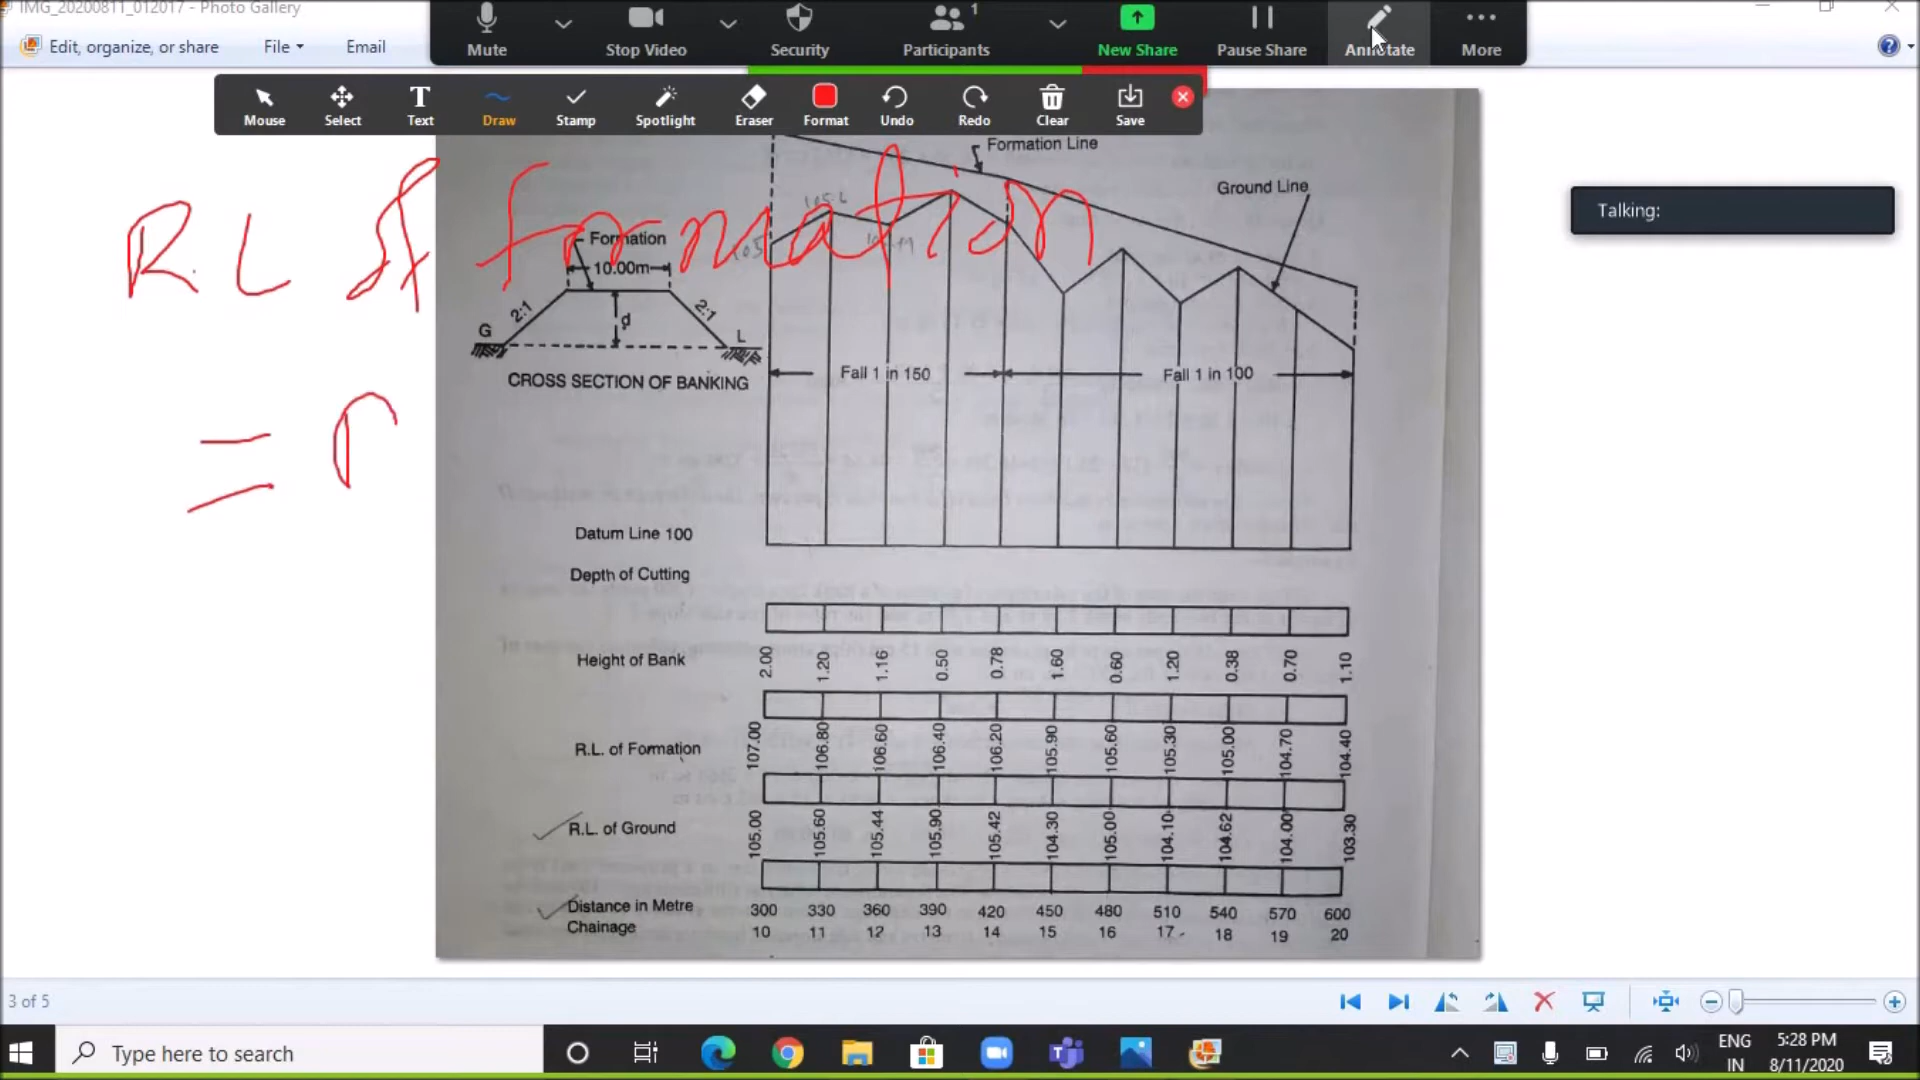 IMG_20200811_012017 - Photo Gallery
Edit, organize, or share File Email
Mute Stop Video Security Participants 1 New Share Pause Share Annotate More
Mouse Select Text Draw Stamp Spotlight Eraser Format Undo Redo Clear Save
Talking:
R.L of formation
= r
Formation Line
Ground Line
Formation
10.00m
2:1
2:1
d
G
L
CROSS SECTION OF BANKING
105
105.6
Fall 1 in 150
Fall 1 in 100
Datum Line 100
Depth of Cutting
Height of Bank 2.00 1.20 1.16 0.50 0.78 1.60 0.60 1.20 0.38 0.70 1.10
R.L. of Formation 107.00 106.80 106.60 106.40 106.20 105.90 105.60 105.30 105.00 104.70 104.40
R.L. of Ground 105.00 105.60 105.44 105.90 105.42 104.30 105.00 104.10 104.62 104.00 103.30
Distance in Metre 300 330 360 390 420 450 480 510 540 570 600
Chainage 10 11 12 13 14 15 16 17 18 19 20
3 of 5
Type here to search
ENG
IN
5:28 PM
8/11/2020